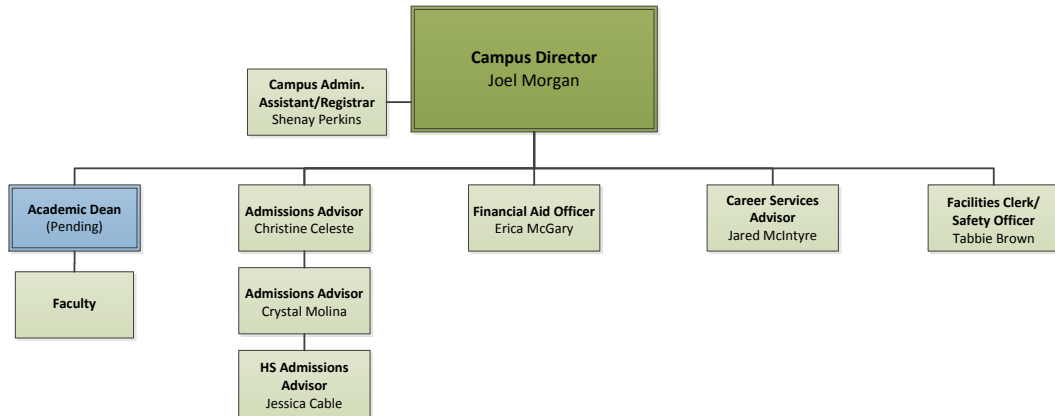 Campus Director
Joel Morgan
Campus Admin.
Assistant/Registrar
Shenay Perkins
Academic Dean
(Pending)
Admissions Advisor
Christine Celeste
Financial Aid Officer
Erica McGary
Career Services
Advisor
Jared McIntyre
Facilities Clerk/
Safety Officer
Tabbie Brown
Faculty
Admissions Advisor
Crystal Molina
HS Admissions
Advisor
Jessica Cable